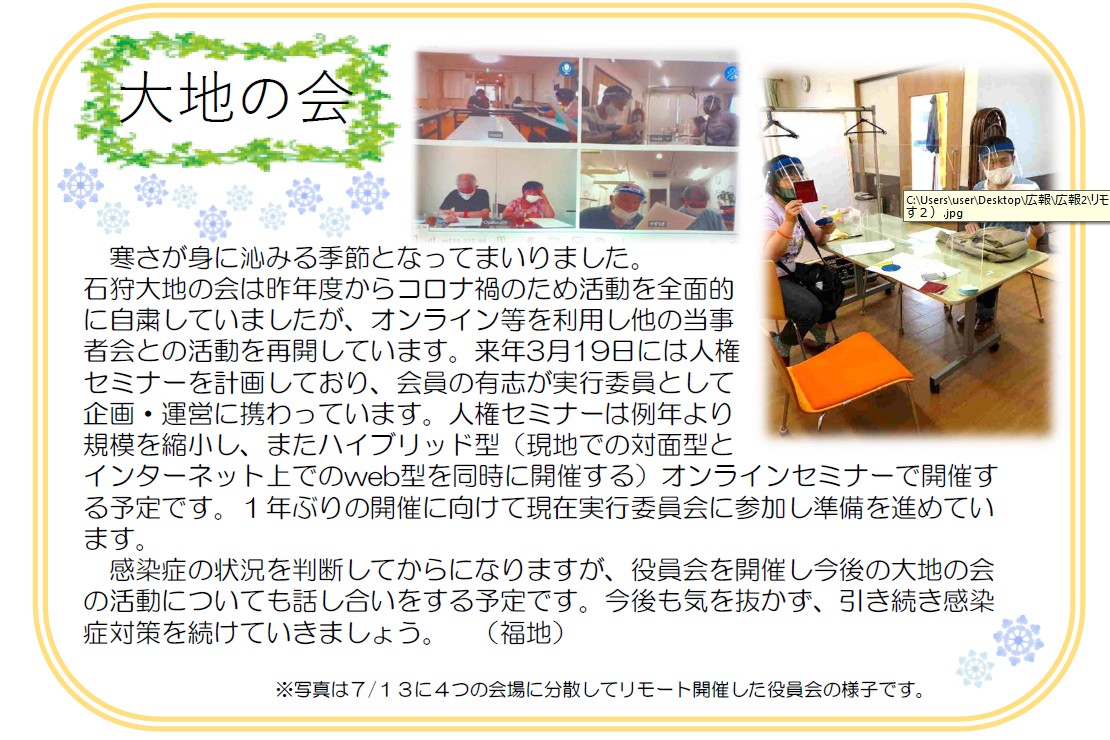 大地の会
C:\Users\user\Desktop\広報\広報2\リモ
す２）.jpg
寒さが身に沁みる季節となってまいりました。
石狩大地の会は昨年度からコロナ禍のため活動を全面的
に自粛していましたが、オンライン等を利用し他の当事
者会との活動を再開しています。来年3月19日には人権
セミナーを計画しており、会員の有志が実行委員として
企画・運営に携わっています。人権セミナーは例年より
規模を縮小し、またハイブリッド型（現地での対面型と
インターネット上でのweb型を同時に開催する）オンラインセミナーで開催す
る予定です。１年ぶりの開催に向けて現在実行委員会に参加し準備を進めてい
ます。
感染症の状況を判断してからになりますが、役員会を開催し今後の大地の会
の活動についても話し合いをする予定です。今後も気を抜かず、引き続き感染
症対策を続けていきましょう。　（福地）
※写真は７/１３に４つの会場に分散してリモート開催した役員会の様子です。